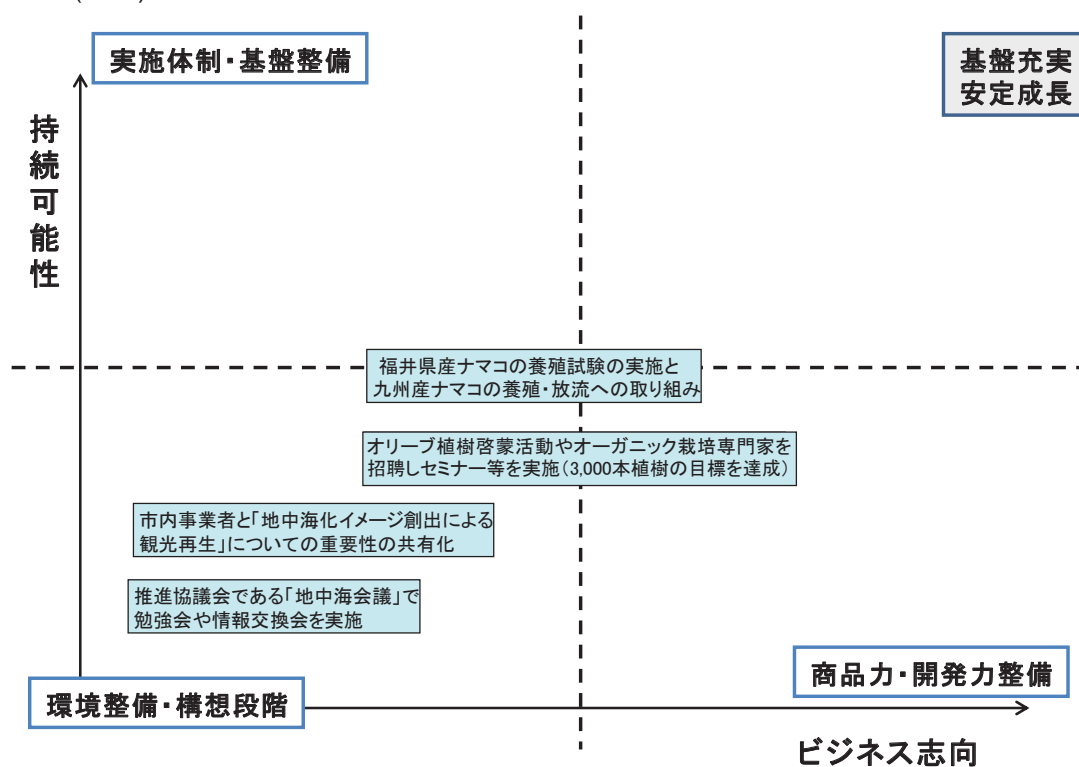 実施体制・基盤整備
基盤充実
安定成長
持続可能性
福井県産ナマコの養殖試験の実施と
九州産ナマコの養殖・放流への取り組み
オリーブ植樹啓蒙活動やオーガニック栽培専門家を
招聘しセミナー等を実施(3,000本植樹の目標を達成)
市内事業者と「地中海化イメージ創出による
観光再生」についての重要性の共有化
推進協議会である「地中海会議」で
勉強会や情報交換会を実施
商品力・開発力整備
環境整備・構想段階
ビジネス志向